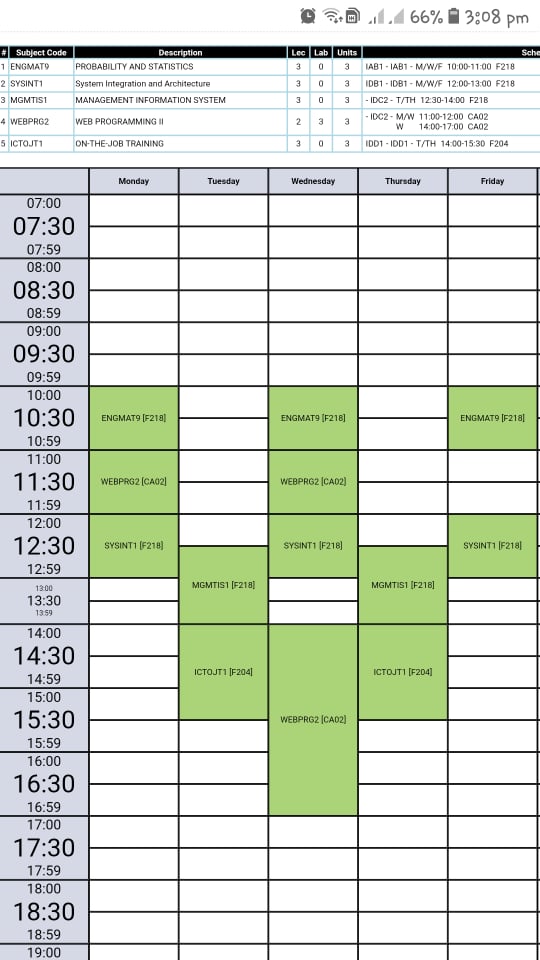 66% 3:08 pm
# Subject Code Description Lec Lab Units Sche
1 ENGMAT9 PROBABILITY AND STATISTICS 3 0 3 IAB1 - IAB1 - M/W/F 10:00-11:00 F218
2 SYSINT1 System Integration and Architecture 3 0 3 IDB1 - IDB1 - M/W/F 12:00-13:00 F218
3 MGMTIS1 MANAGEMENT INFORMATION SYSTEM 3 0 3 - IDC2 - T/TH 12:30-14:00 F218
4 WEBPRG2 WEB PROGRAMMING II 2 3 3 - IDC2 - M/W 11:00-12:00 CA02
W 14:00-17:00 CA02
5 ICTOJT1 ON-THE-JOB TRAINING 3 0 3 IDD1 - IDD1 - T/TH 14:00-15:30 F204
Monday Tuesday Wednesday Thursday Friday
07:00
07:30
07:59
08:00
08:30
08:59
09:00
09:30
09:59
10:00
10:30 ENGMAT9 [F218] ENGMAT9 [F218] ENGMAT9 [F218]
10:59
11:00
11:30 WEBPRG2 [CA02] WEBPRG2 [CA02]
11:59
12:00
12:30 SYSINT1 [F218] SYSINT1 [F218] SYSINT1 [F218]
12:59
MGMTIS1 [F218] MGMTIS1 [F218]
13:00
13:30
13:59
14:00
14:30
ICTOJT1 [F204] ICTOJT1 [F204]
14:59
15:00
15:30 WEBPRG2 [CA02]
15:59
16:00
16:30
16:59
17:00
17:30
17:59
18:00
18:30
18:59
19:00